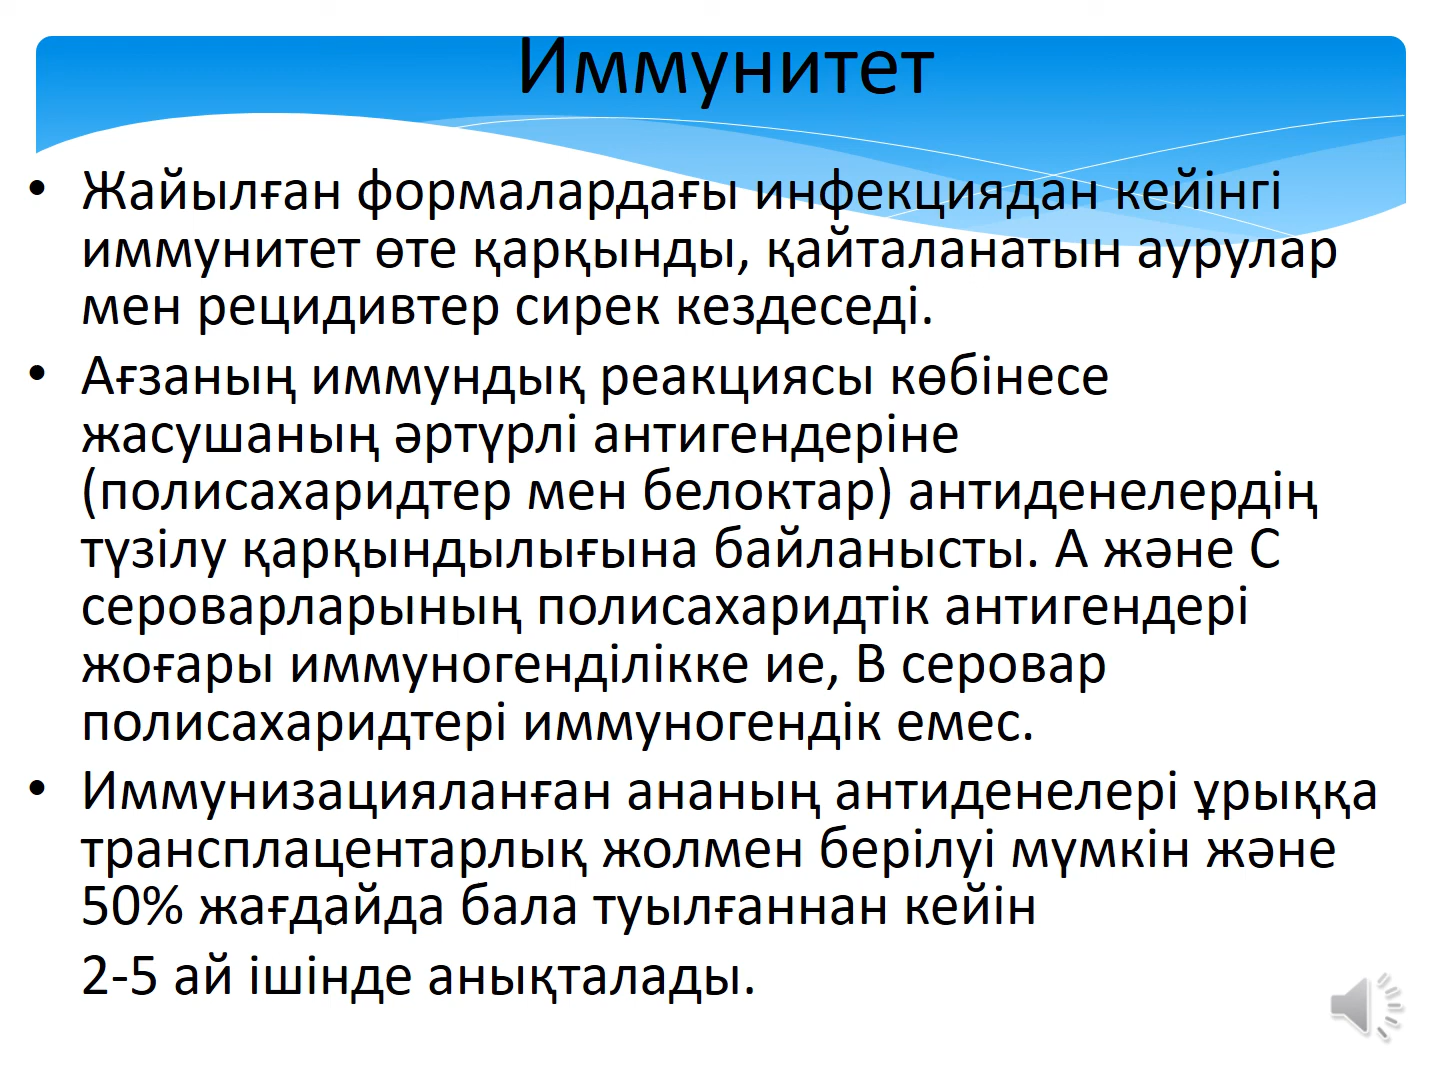 Иммунитет
• Жайылған формалардағы инфекциядан кейінгі
иммунитет өте қарқынды, қайталанатын аурулар
мен рецидивтер сирек кездеседі.
• Ағзаның иммундық реакциясы көбінесе
жасушаның әртүрлі антигендеріне
(полисахаридтер мен белоктар) антиденелердің
түзілу қарқындылығына байланысты. А және С
сероварларының полисахаридтік антигендері
жоғары иммуногенділікке ие, В серовар
полисахаридтері иммуногендік емес.
• Иммунизацияланған ананың антиденелері ұрыққа
трансплацентарлық жолмен берілуі мүмкін және
50% жағдайда бала туылғаннан кейін
2-5 ай ішінде анықталады.